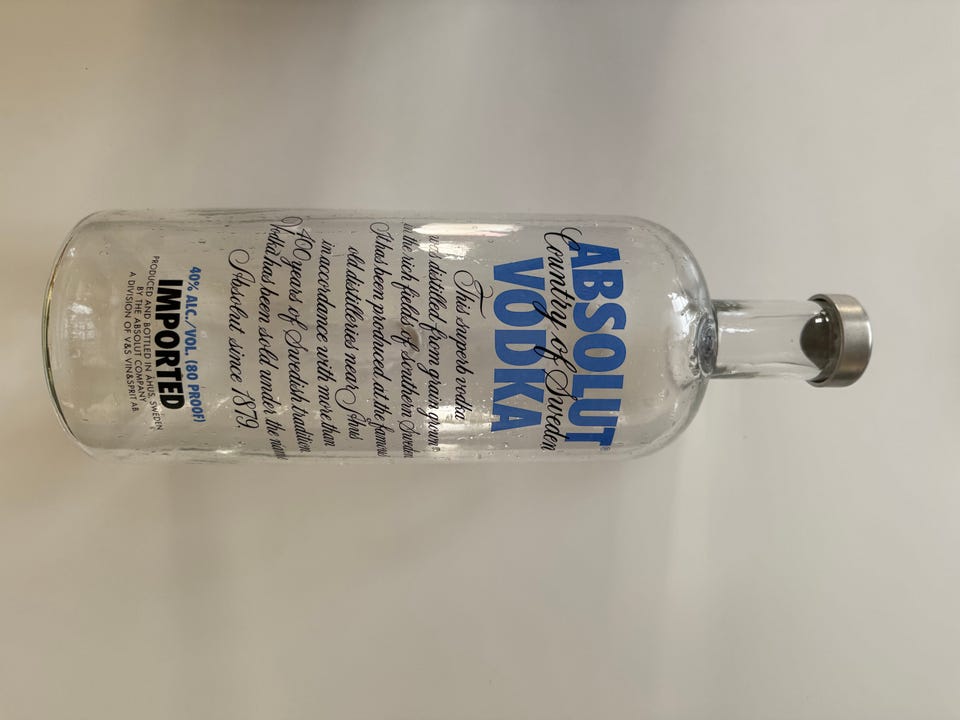 ABSOLUT®
Country of Sweden
VODKA
This superb vodka
was distilled from grain grown
in the rich fields of southern Sweden.
It has been produced at the famous
old distilleries near Åhus
in accordance with more than
400 years of Swedish tradition.
Vodka has been sold under the name
Absolut since 1879.
40% ALC./VOL. (80 PROOF)
IMPORTED
PRODUCED AND BOTTLED IN ÅHUS, SWEDEN
BY THE ABSOLUT COMPANY
A DIVISION OF V&S VIN&SPRIT AB